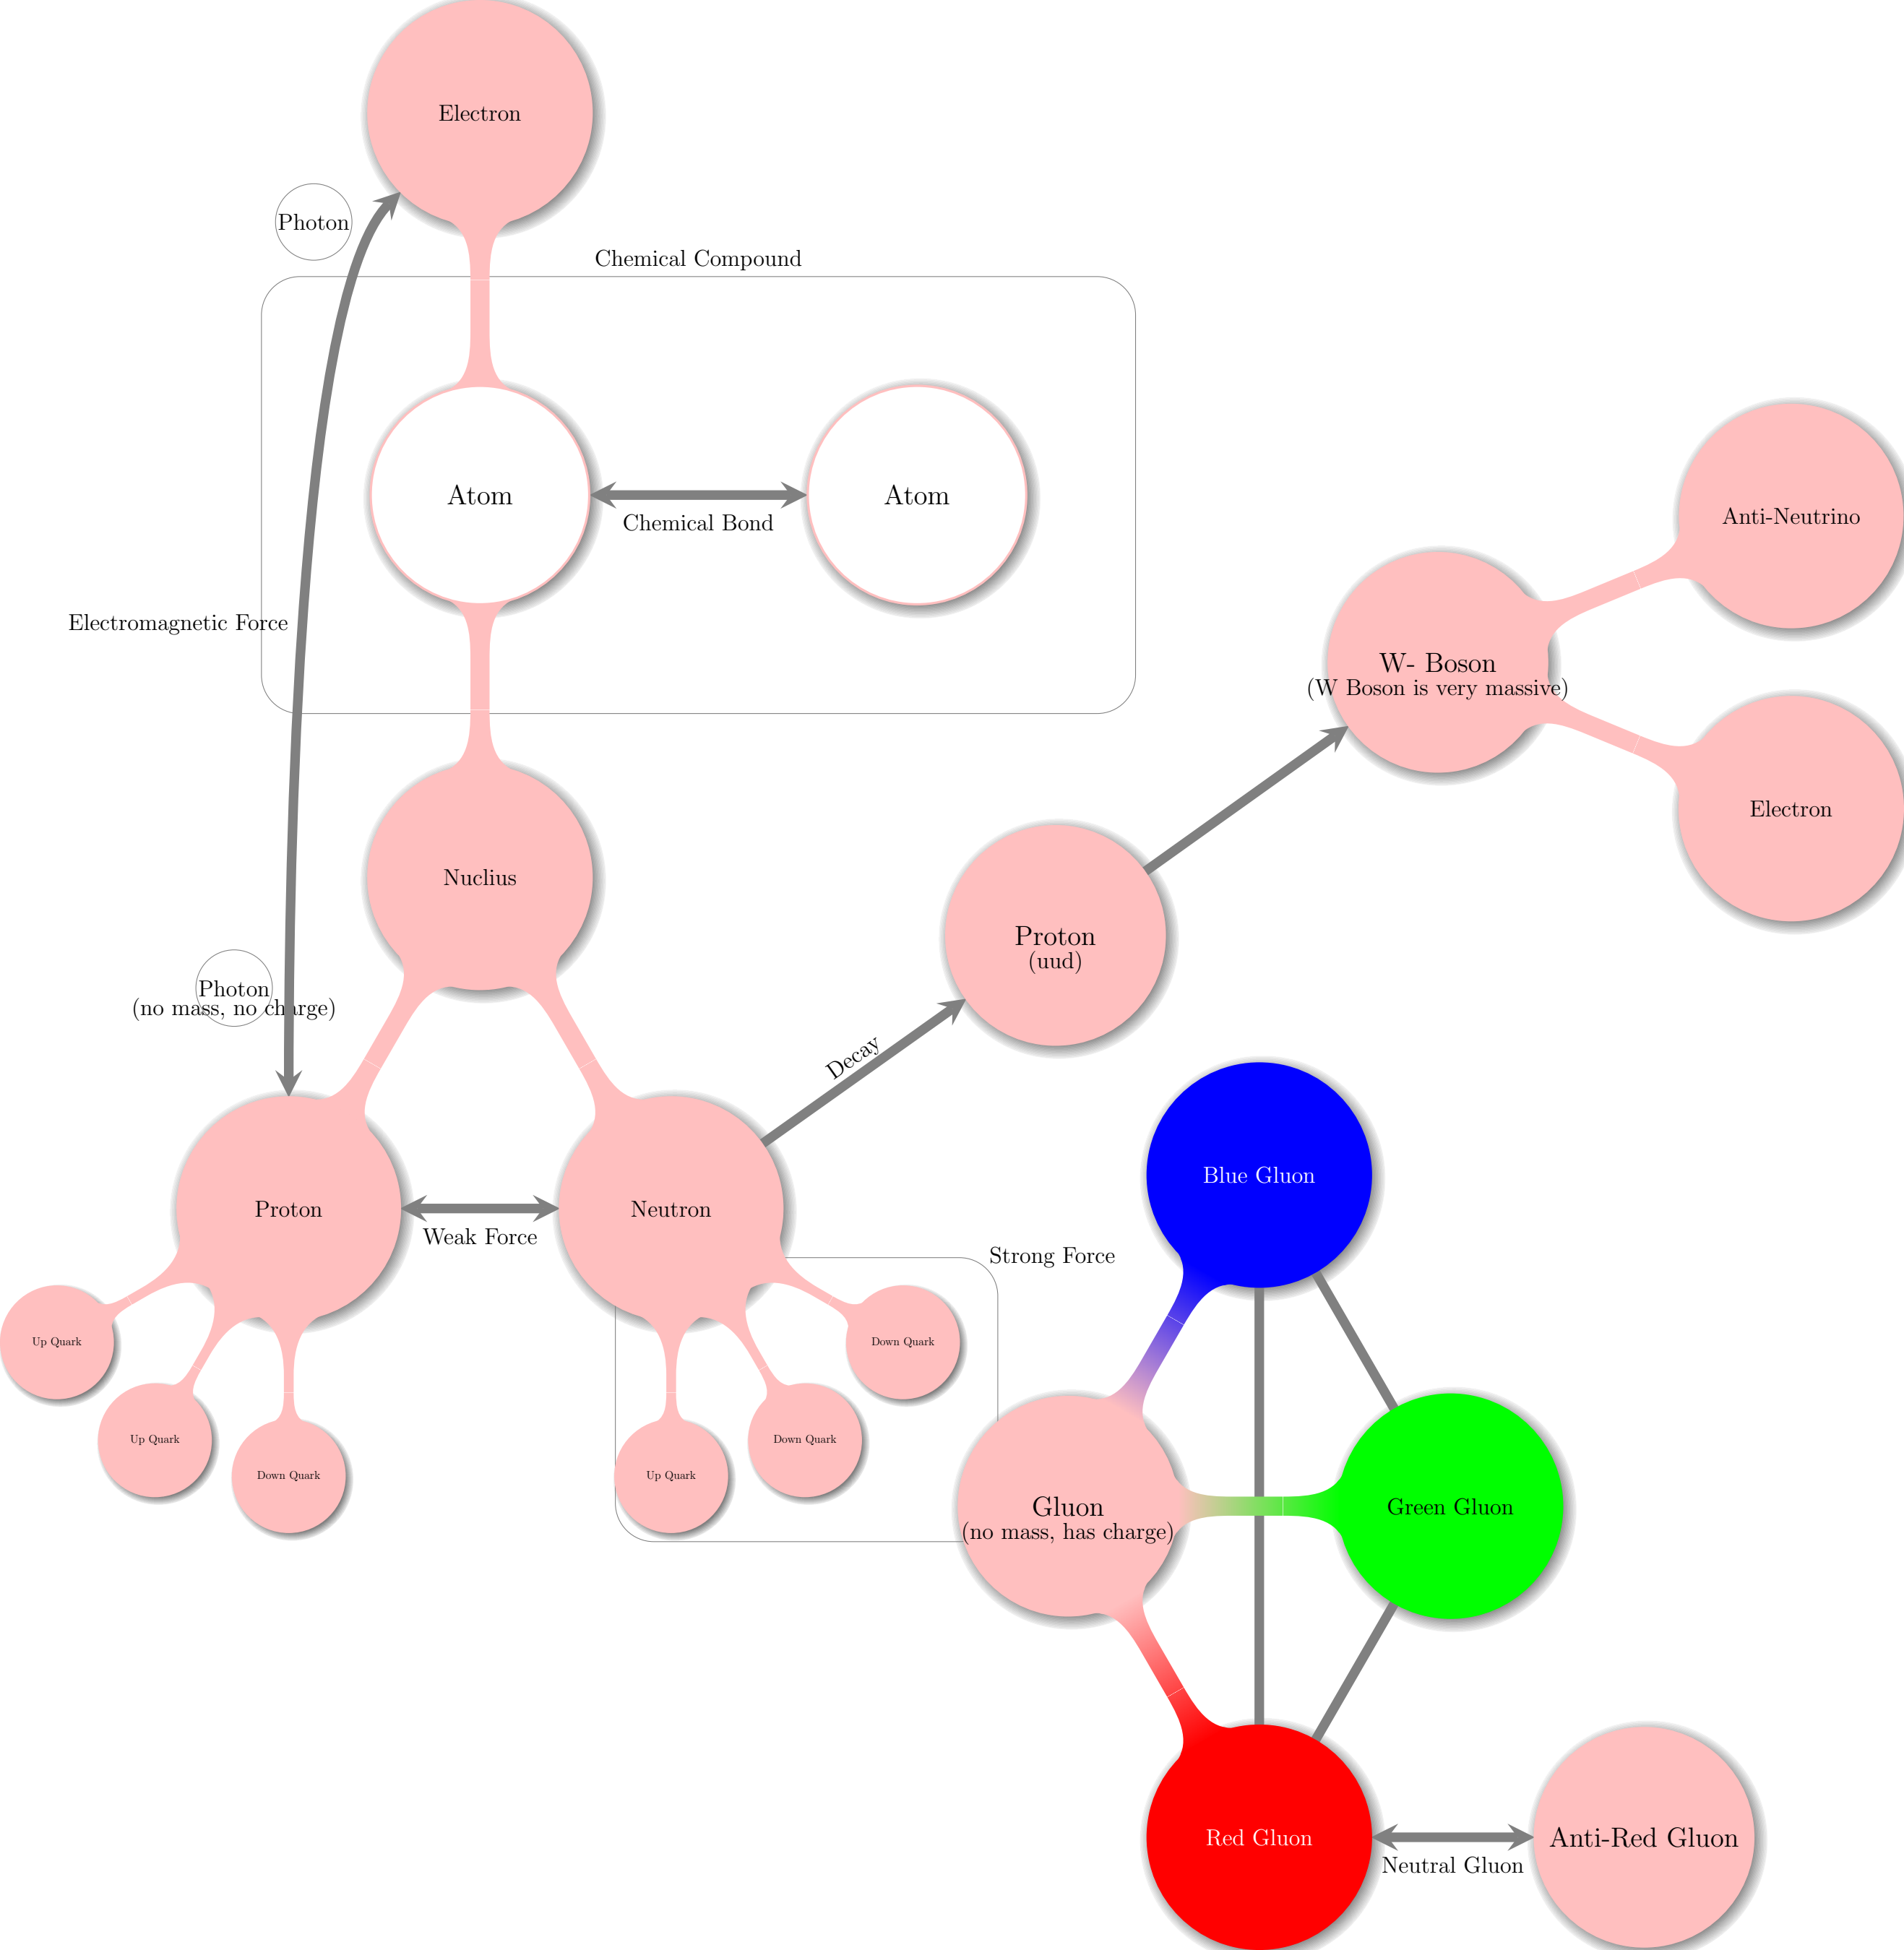 Electron
Photon
Chemical Compound
Atom
Atom
Chemical Bond
Anti-Neutrino
Electromagnetic Force
W- Boson
(W Boson is very massive)
Electron
Nuclius
Proton
(uud)
Photon
(no mass, no charge)
Decay
Blue Gluon
Proton
Neutron
Weak Force
Strong Force
Up Quark
Down Quark
Up Quark
Down Quark
Down Quark
Up Quark
Gluon
(no mass, has charge)
Green Gluon
Red Gluon
Anti-Red Gluon
Neutral Gluon